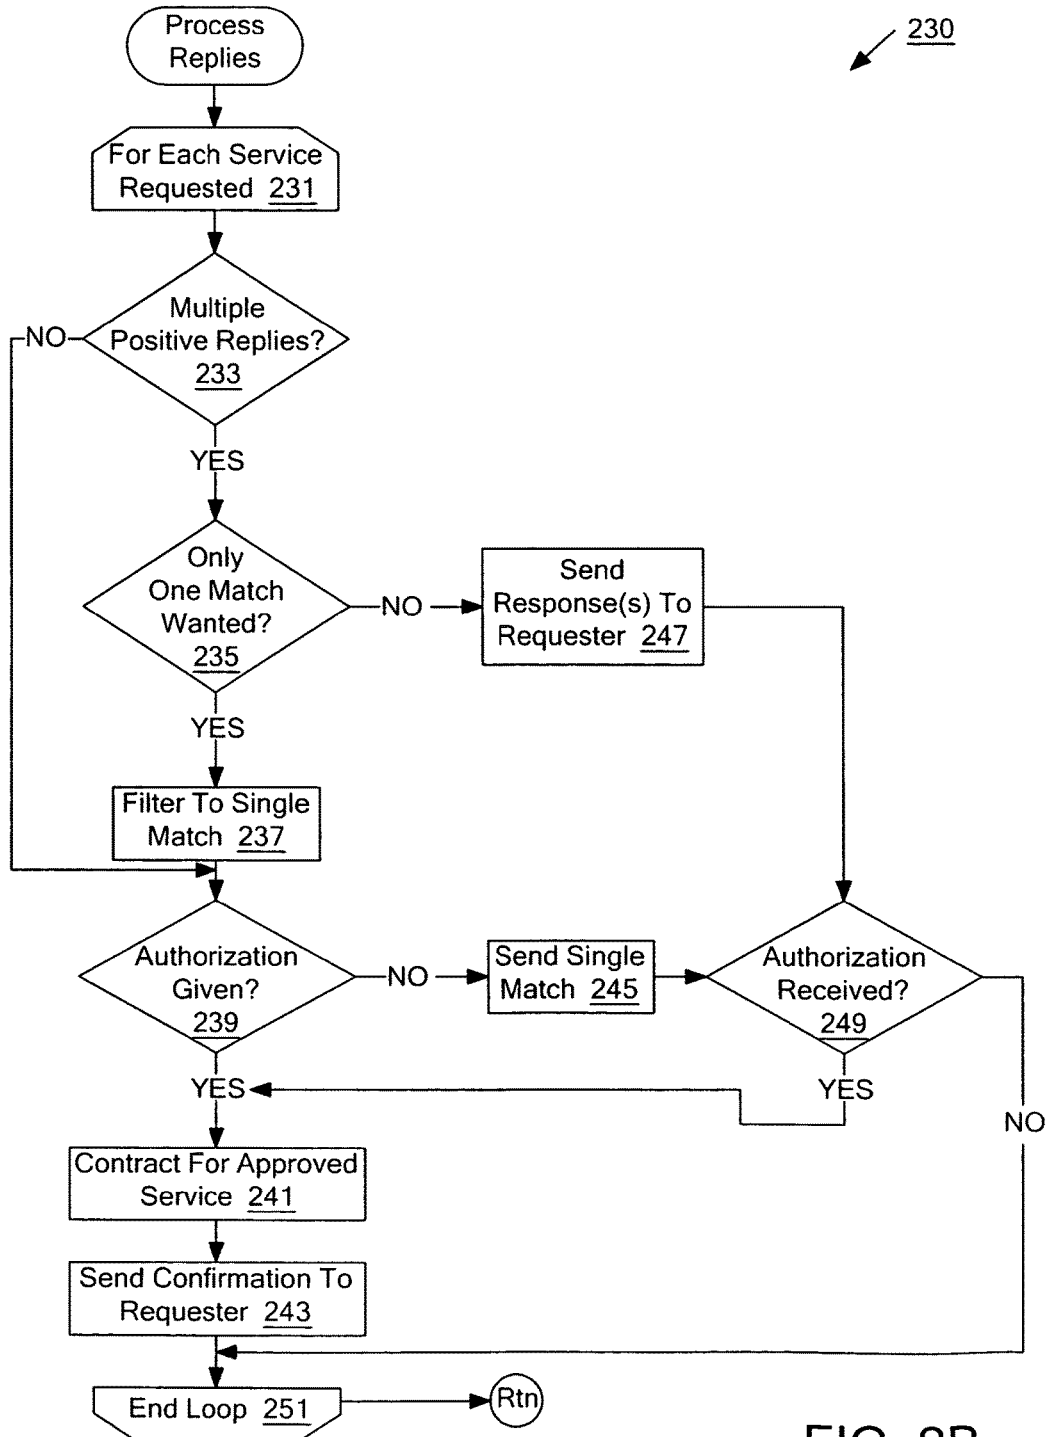 Process
Replies
230
For Each Service
Requested 231
Multiple
Positive Replies?
233
NO
YES
Only
One Match
Wanted?
235
NO
Send
Response(s) To
Requester 247
YES
Filter To Single
Match 237
Authorization
Given?
239
NO
Send Single
Match 245
Authorization
Received?
249
YES
YES
NO
Contract For Approved
Service 241
Send Confirmation To
Requester 243
End Loop 251
Rtn